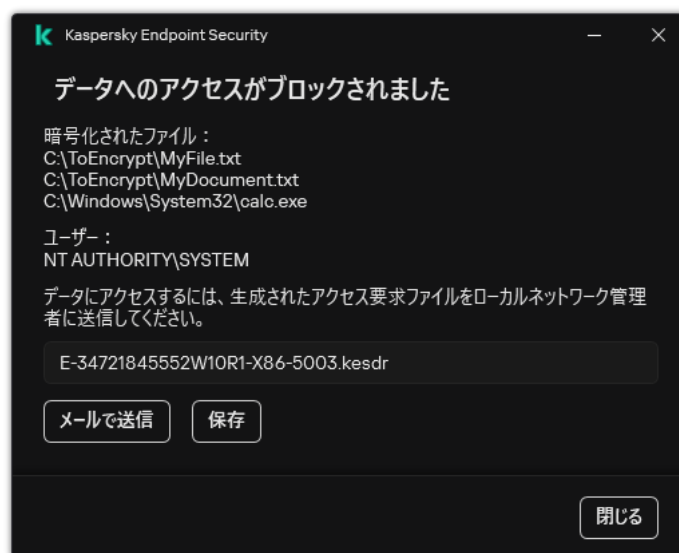 Kaspersky Endpoint Security
データへのアクセスがブロックされました
暗号化されたファイル：
C:\ToEncrypt\MyFile.txt
C:\ToEncrypt\MyDocument.txt
C:\Windows\System32\calc.exe
ユーザー：
NT AUTHORITY\SYSTEM
データにアクセスするには、生成されたアクセス要求ファイルをローカルネットワーク管理
者に送信してください。
E-34721845552W10R1-X86-5003.kesdr
メールで送信
保存
閉じる